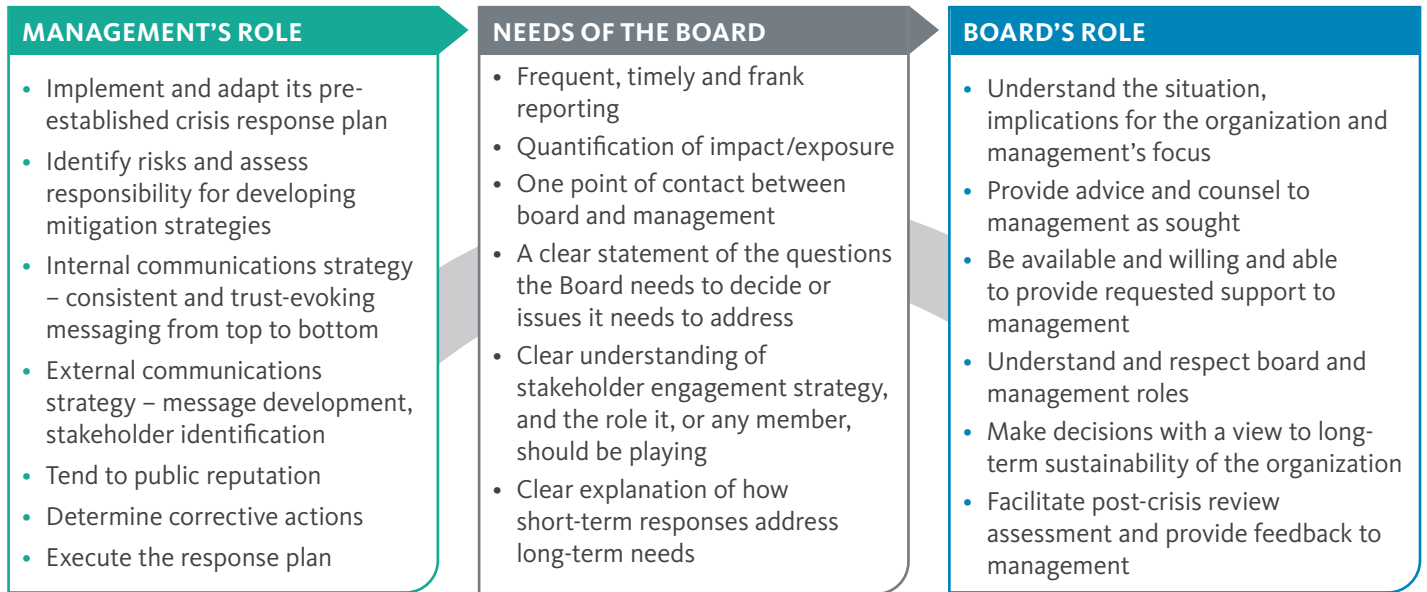 MANAGEMENT’S ROLE
• Implement and adapt its pre-
established crisis response plan
• Identify risks and assess
responsibility for developing
mitigation strategies
• Internal communications strategy
– consistent and trust-evoking
messaging from top to bottom
• External communications
strategy – message development,
stakeholder identification
• Tend to public reputation
• Determine corrective actions
• Execute the response plan
NEEDS OF THE BOARD
• Frequent, timely and frank
reporting
• Quantification of impact/exposure
• One point of contact between
board and management
• A clear statement of the questions
the Board needs to decide or
issues it needs to address
• Clear understanding of
stakeholder engagement strategy,
and the role it, or any member,
should be playing
• Clear explanation of how
short-term responses address
long-term needs
BOARD’S ROLE
• Understand the situation,
implications for the organization and
management’s focus
• Provide advice and counsel to
management as sought
• Be available and willing and able
to provide requested support to
management
• Understand and respect board and
management roles
• Make decisions with a view to long-
term sustainability of the organization
• Facilitate post-crisis review
assessment and provide feedback to
management